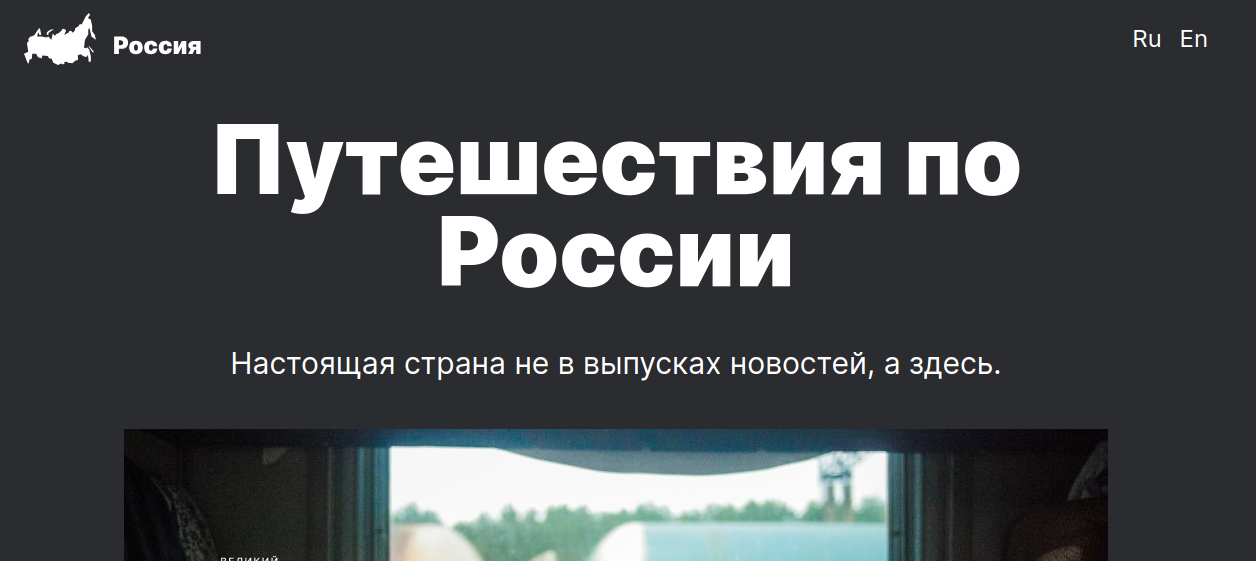 Россия
Ru En
Путешествия по
России
Настоящая страна не в выпусках новостей, а здесь.
ВЕЛИКИЙ